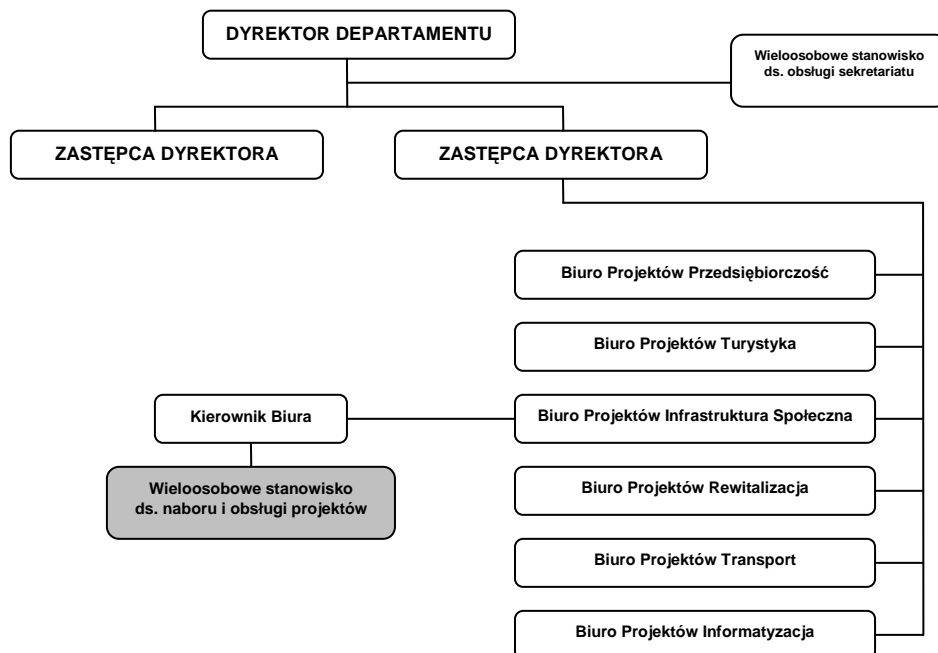 DYREKTOR DEPARTAMENTU
Wieloosobowe stanowisko
ds. obsługi sekretariatu
ZASTĘPCA DYREKTORA
ZASTĘPCA DYREKTORA
Biuro Projektów Przedsiębiorczość
Biuro Projektów Turystyka
Kierownik Biura
Biuro Projektów Infrastruktura Społeczna
Wieloosobowe stanowisko
ds. naboru i obsługi projektów
Biuro Projektów Rewitalizacja
Biuro Projektów Transport
Biuro Projektów Informatyzacja